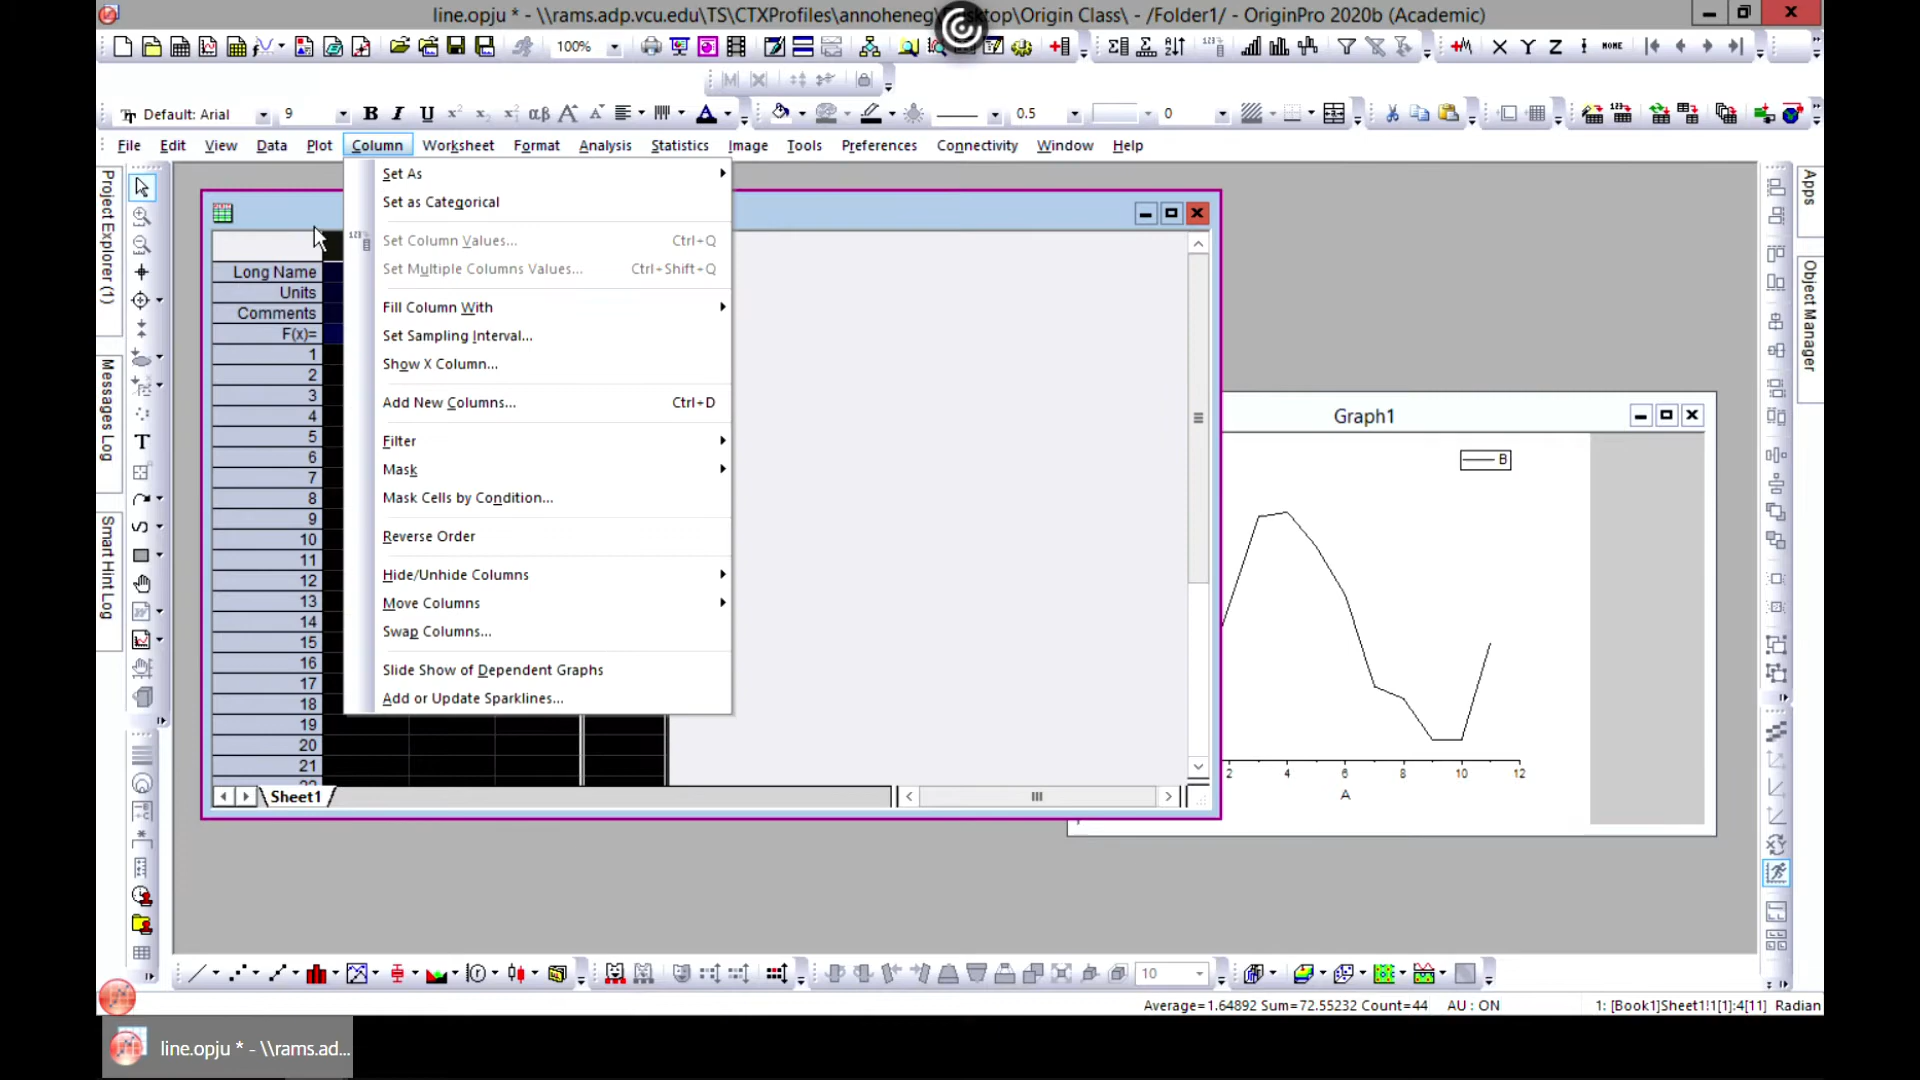 line.opju * - \\rams.adp.vcu.edu\TS\CTXProfiles\annoheneg\Desktop\Origin Class\ - /Folder1/ - OriginPro 2020b (Academic)
100%
X Y Z
HOME
Default: Arial 9
B I U
αβ
A
0.5
0
File Edit View Data Plot Column Worksheet Format Analysis Statistics Image Tools Preferences Connectivity Window Help
Project Explorer (1)
Messages Log
Smart Hint Log
Apps
Object Manager
Set As
Set as Categorical
Set Column Values... Ctrl+Q
Set Multiple Columns Values... Ctrl+Shift+Q
Fill Column With
Set Sampling Interval...
Show X Column...
Add New Columns... Ctrl+D
Filter
Mask
Mask Cells by Condition...
Reverse Order
Hide/Unhide Columns
Move Columns
Swap Columns...
Slide Show of Dependent Graphs
Add or Update Sparklines...
Long Name
Units
Comments
F(x)=
1
2
3
4
5
6
7
8
9
10
11
12
13
14
15
16
17
18
19
20
21
Sheet1
Graph1
B
2 4 6 8 10 12
A
T
10
Average=1.64892 Sum=72.55232 Count=44 AU : ON 1: [Book1]Sheet1!1[1]:4[11] Radian
line.opju * - \\rams.ad...